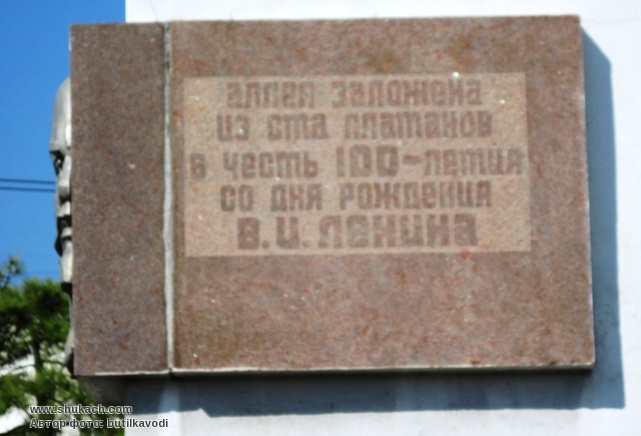 аллея заложена
из ста платанов
в честь 100-летия
со дня рождения
В.И. Ленина
www.shukach.com
Автор фото: butilkavodi